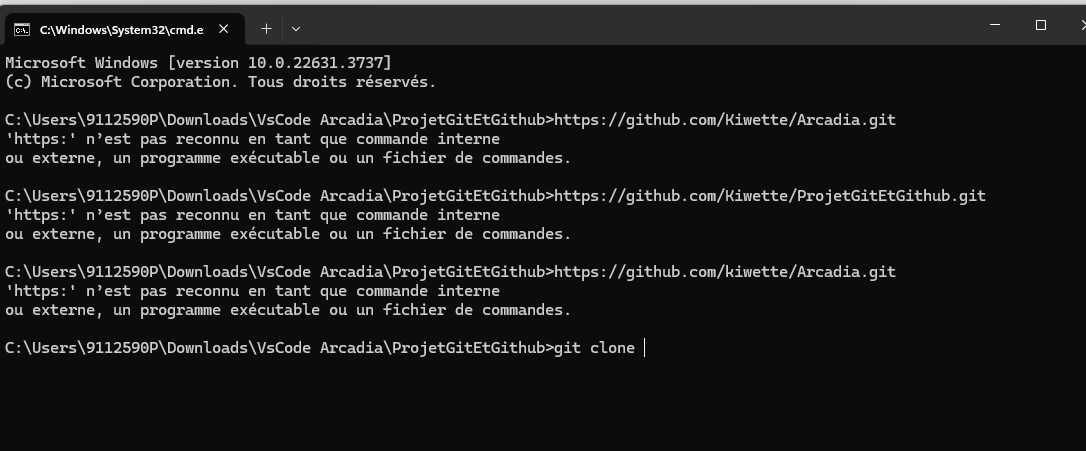 C:\Windows\System32\cmd.e
Microsoft Windows [version 10.0.22631.3737]
(c) Microsoft Corporation. Tous droits réservés.
C:\Users\9112590P\Downloads\VsCode Arcadia\ProjetGitEtGithub>https://github.com/Kiwette/Arcadia.git
'https:' n’est pas reconnu en tant que commande interne
ou externe, un programme exécutable ou un fichier de commandes.
C:\Users\9112590P\Downloads\VsCode Arcadia\ProjetGitEtGithub>https://github.com/Kiwette/ProjetGitEtGithub.git
'https:' n’est pas reconnu en tant que commande interne
ou externe, un programme exécutable ou un fichier de commandes.
C:\Users\9112590P\Downloads\VsCode Arcadia\ProjetGitEtGithub>https://github.com/kiwette/Arcadia.git
'https:' n’est pas reconnu en tant que commande interne
ou externe, un programme exécutable ou un fichier de commandes.
C:\Users\9112590P\Downloads\VsCode Arcadia\ProjetGitEtGithub>git clone